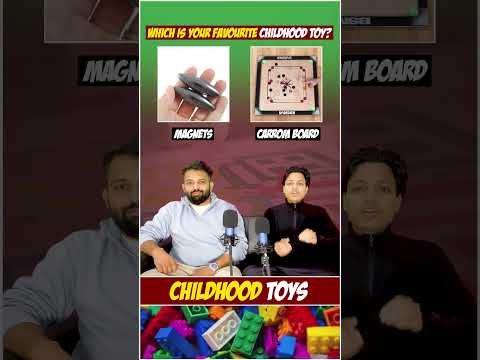 WHICH IS YOUR FAVOURITE CHILDHOOD TOY?
MAGNETS
CARROM BOARD
CHILDHOOD TOYS